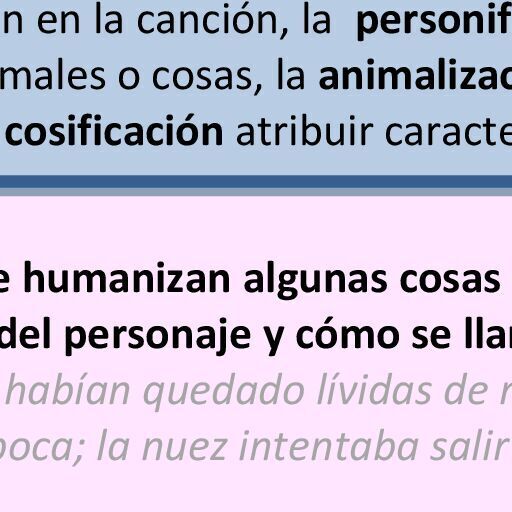 n en la canción, la personif
males o cosas, la animalizac
cosificación atribuir caracte
e humanizan algunas cosas
del personaje y cómo se llar
habían quedado lívidas de r
boca; la nuez intentaba salir